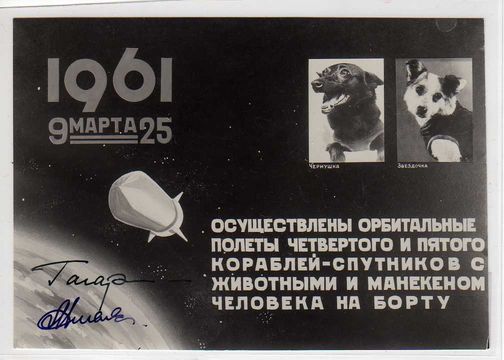 1961
9 МАРТА 25
ЧЕРНУШКА
ЗВЕЗДОЧКА
ОСУЩЕСТВЛЕНЫ ОРБИТАЛЬНЫЕ
ПОЛЕТЫ ЧЕТВЕРТОГО И ПЯТОГО
КОРАБЛЕЙ-СПУТНИКОВ С
ЖИВОТНЫМИ И МАНЕКЕНОМ
ЧЕЛОВЕКА НА БОРТУ